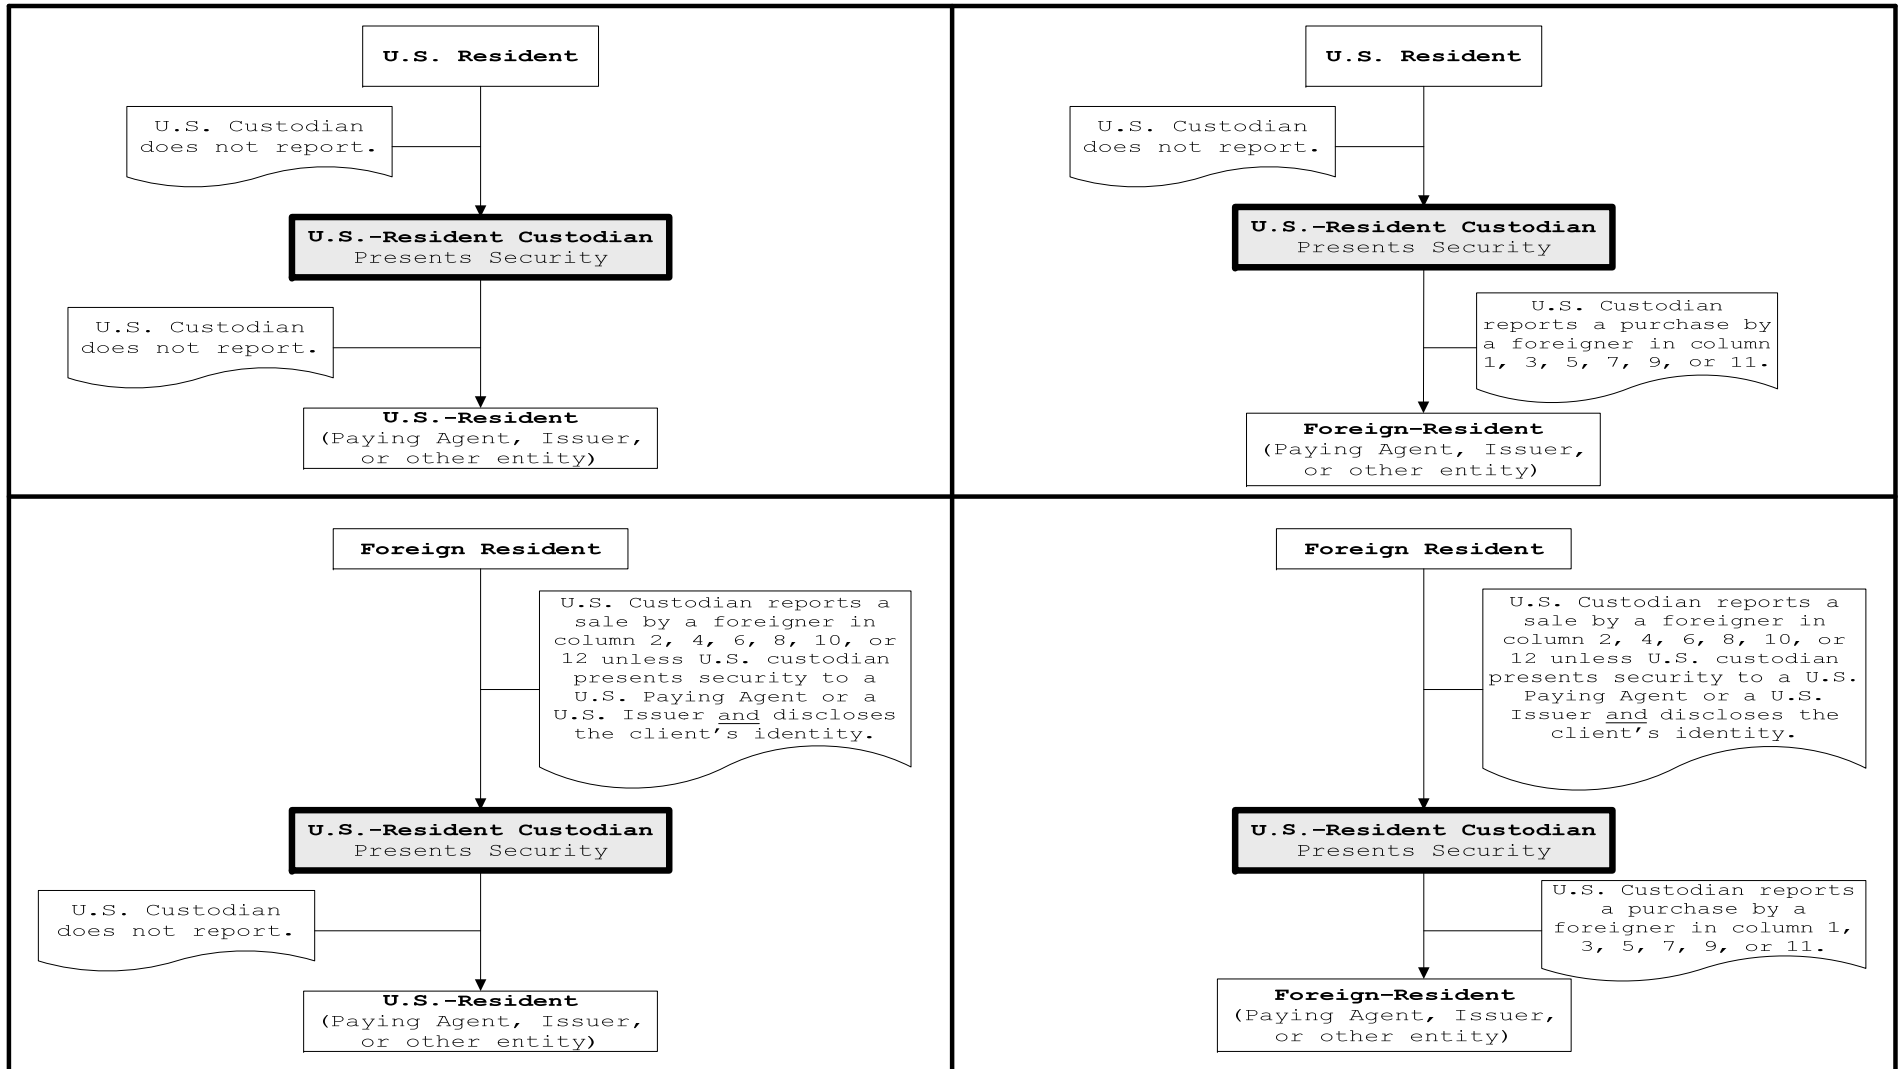 U.S. Resident
U.S. Custodian
does not report.
U.S.-Resident Custodian
Presents Security
U.S. Custodian
does not report.
U.S.-Resident
(Paying Agent, Issuer,
or other entity)
U.S. Resident
U.S. Custodian
does not report.
U.S.-Resident Custodian
Presents Security
U.S. Custodian
reports a purchase by
a foreigner in column
1, 3, 5, 7, 9, or 11.
Foreign-Resident
(Paying Agent, Issuer,
or other entity)
Foreign Resident
U.S. Custodian reports a
sale by a foreigner in
column 2, 4, 6, 8, 10, or
12 unless U.S. custodian
presents security to a
U.S. Paying Agent or a
U.S. Issuer and discloses
the client's identity.
U.S.-Resident Custodian
Presents Security
U.S. Custodian
does not report.
U.S.-Resident
(Paying Agent, Issuer,
or other entity)
Foreign Resident
U.S. Custodian reports a
sale by a foreigner in
column 2, 4, 6, 8, 10, or
12 unless U.S. custodian
presents security to a U.S.
Paying Agent or a U.S.
Issuer and discloses the
client's identity.
U.S.-Resident Custodian
Presents Security
U.S. Custodian reports
a purchase by a
foreigner in column 1,
3, 5, 7, 9, or 11.
Foreign-Resident
(Paying Agent, Issuer,
or other entity)